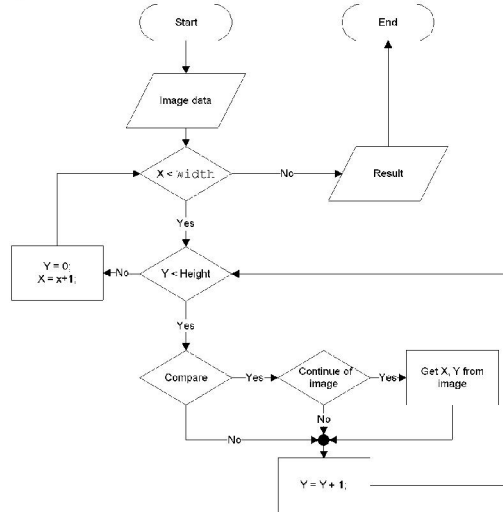 Start
End
Image data
X < width
No
Result
Yes
Y = 0;
X = x+1;
No
Y < Height
Yes
Compare
Yes
Continue of
image
Yes
Get X, Y from
image
No
No
Y = Y + 1;